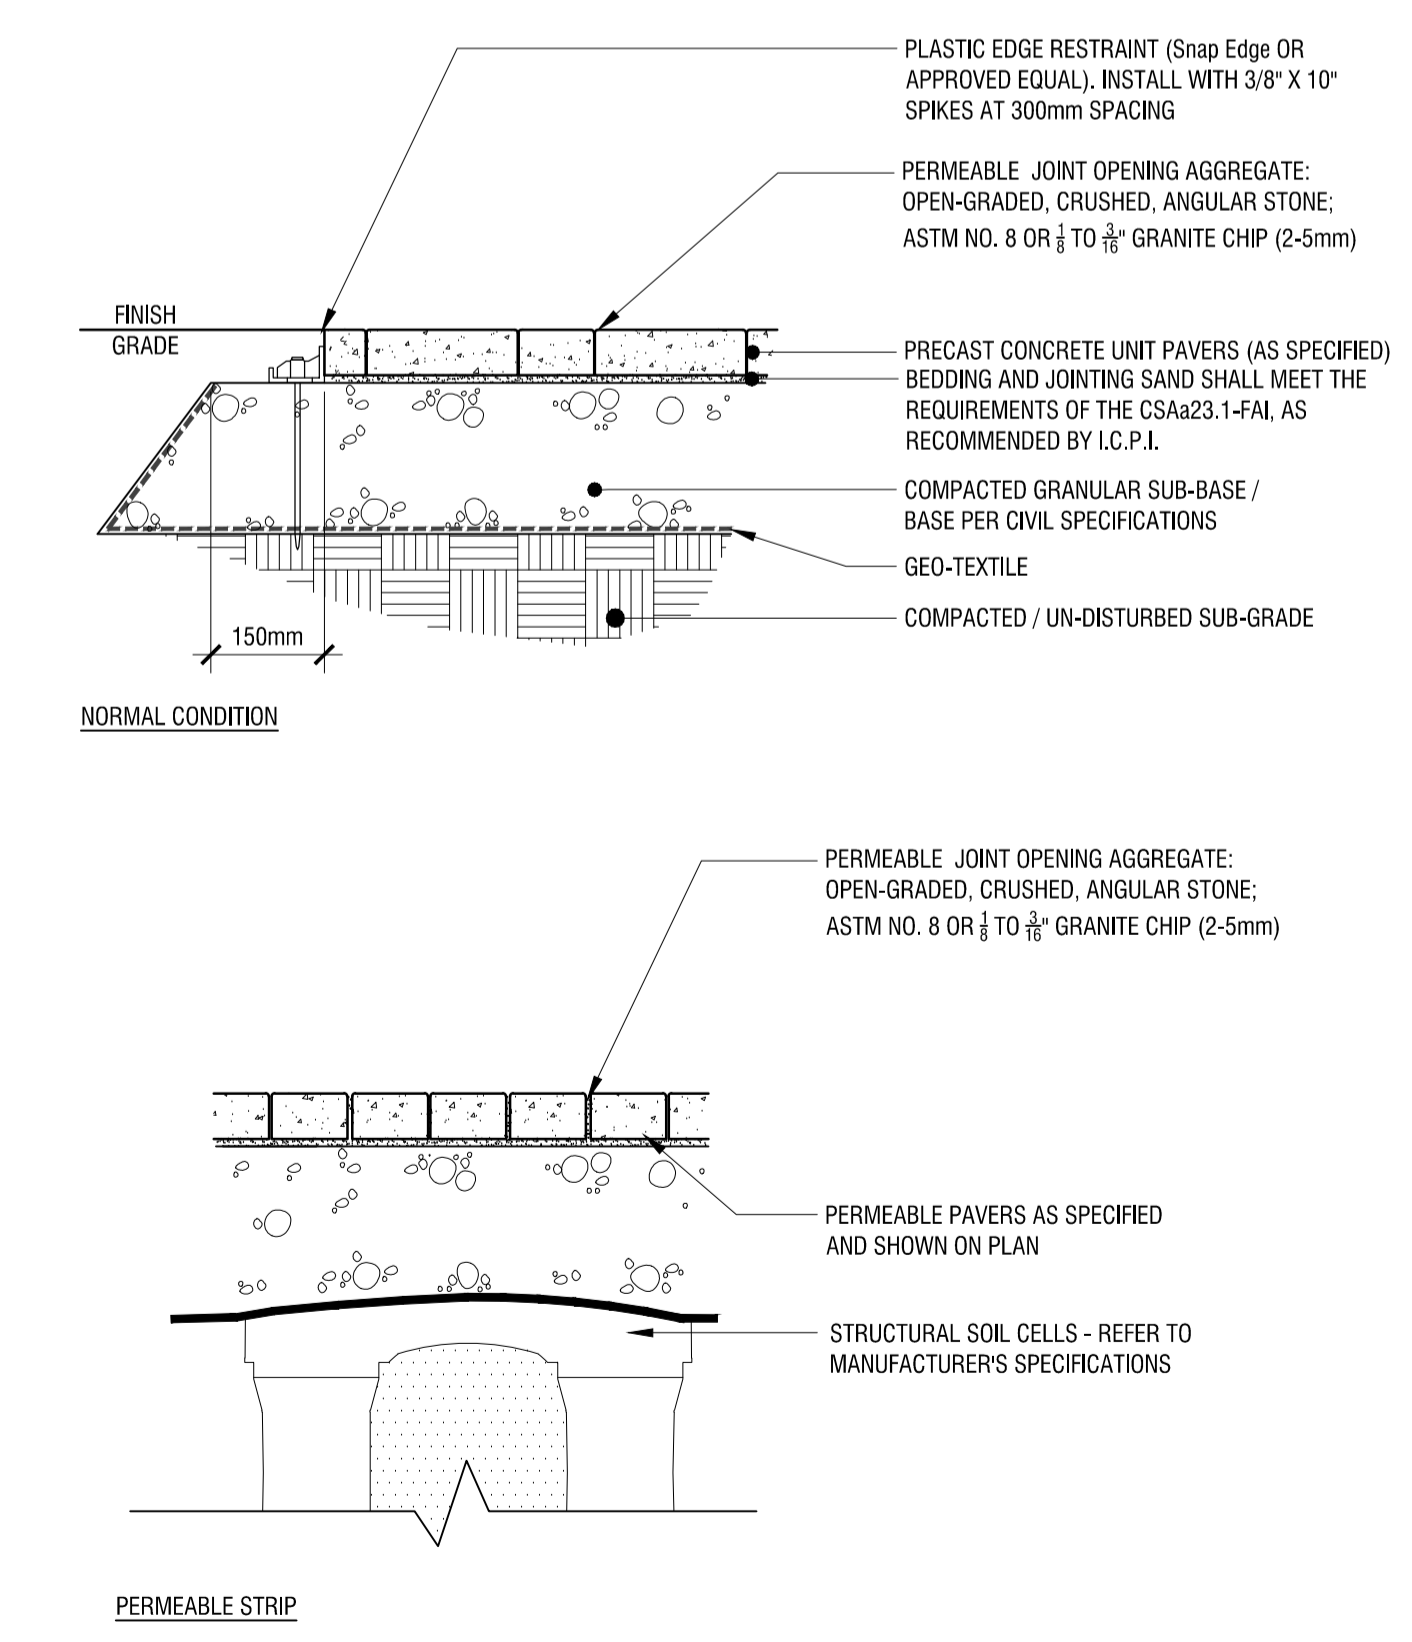 PLASTIC EDGE RESTRAINT (Snap Edge OR
APPROVED EQUAL). INSTALL WITH 3/8" X 10"
SPIKES AT 300mm SPACING
PERMEABLE JOINT OPENING AGGREGATE:
OPEN-GRADED, CRUSHED, ANGULAR STONE;
ASTM NO. 8 OR 1/8 TO 3/16" GRANITE CHIP (2-5mm)
FINISH
GRADE
PRECAST CONCRETE UNIT PAVERS (AS SPECIFIED)
BEDDING AND JOINTING SAND SHALL MEET THE
REQUIREMENTS OF THE CSAa23.1-FAI, AS
RECOMMENDED BY I.C.P.I.
COMPACTED GRANULAR SUB-BASE /
BASE PER CIVIL SPECIFICATIONS
GEO-TEXTILE
COMPACTED / UN-DISTURBED SUB-GRADE
150mm
NORMAL CONDITION
PERMEABLE JOINT OPENING AGGREGATE:
OPEN-GRADED, CRUSHED, ANGULAR STONE;
ASTM NO. 8 OR 1/8 TO 3/16" GRANITE CHIP (2-5mm)
PERMEABLE PAVERS AS SPECIFIED
AND SHOWN ON PLAN
STRUCTURAL SOIL CELLS - REFER TO
MANUFACTURER'S SPECIFICATIONS
PERMEABLE STRIP